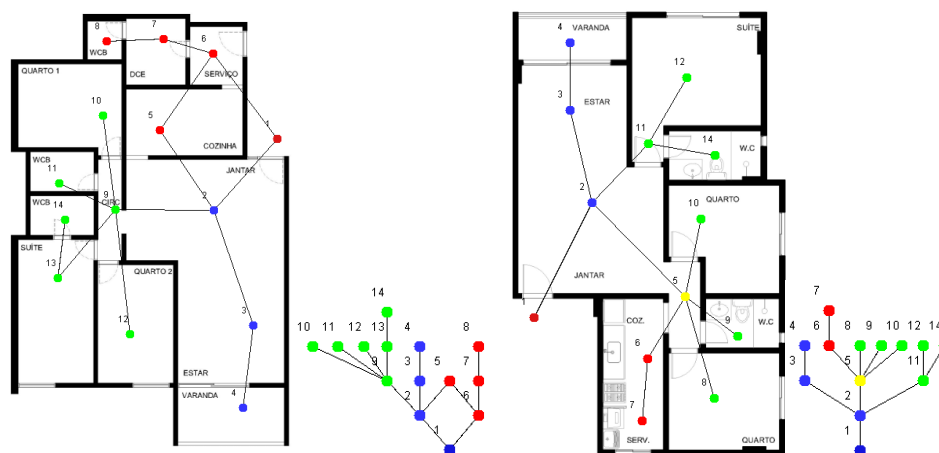 8
7
6
WCB
DCE
SERVIÇO
QUARTO 1
10
5
1
COZINHA
WCB
11
JANTAR
9
CIRC
2
14
WCB
SUÍTE
13
QUARTO 2
3
12
ESTAR
4
VARANDA
14
10
11
12
13
4
8
9
3
5
7
2
6
1
4
VARANDA
SUÍTE
12
3
ESTAR
11
14
W.C
2
QUARTO
10
JANTAR
5
1
COZ.
9
W.C
6
8
7
SERV.
QUARTO
7
4
6
8
9
10
12
14
3
5
11
2
1